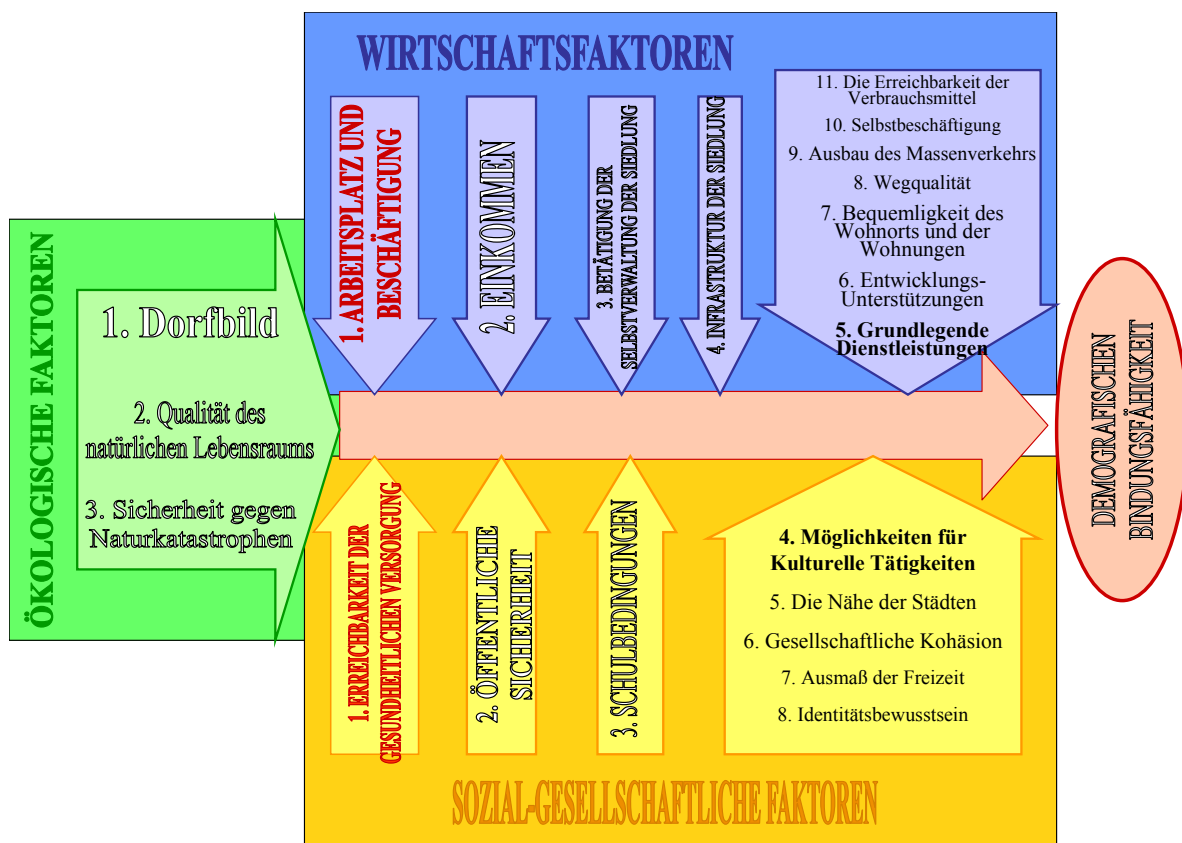 WIRTSCHAFTSFAKTOREN
1. ARBEITSPLATZ UND
BESCHÄFTIGUNG
2. EINKOMMEN
3. BETÄTIGUNG DER
SELBSTVERWALTUNG DER SIEDLUNG
4. INFRASTRUKTUR DER SIEDLUNG
11. Die Erreichbarkeit der
Verbrauchsmittel
10. Selbstbeschäftigung
9. Ausbau des Massenverkehrs
8. Wegqualität
7. Bequemligkeit des
Wohnorts und der
Wohnungen
6. Entwicklungs-
Unterstützungen
5. Grundlegende
Dienstleistungen
ÖKOLOGISCHE FAKTOREN
1. Dorfbild
2. Qualität des
natürlichen Lebensraums
3. Sicherheit gegen
Naturkatastrophen
DEMOGRAFISCHEN
BINDUNGSFÄHIGKEIT
1. ERREICHBARKEIT DER
GESUNDHEITLICHEN VERSORGUNG
2. ÖFFENTLICHIE
SICHERHEIT
3. SCHULBEDINGUNGEN
4. Möglichkeiten für
Kulturelle Tätigkeiten
5. Die Nähe der Städten
6. Gesellschaftliche Kohäsion
7. Ausmaß der Freizeit
8. Identitätsbewusstsein
SOZIAL-GESELLSCHAFTLICHE FAKTOREN